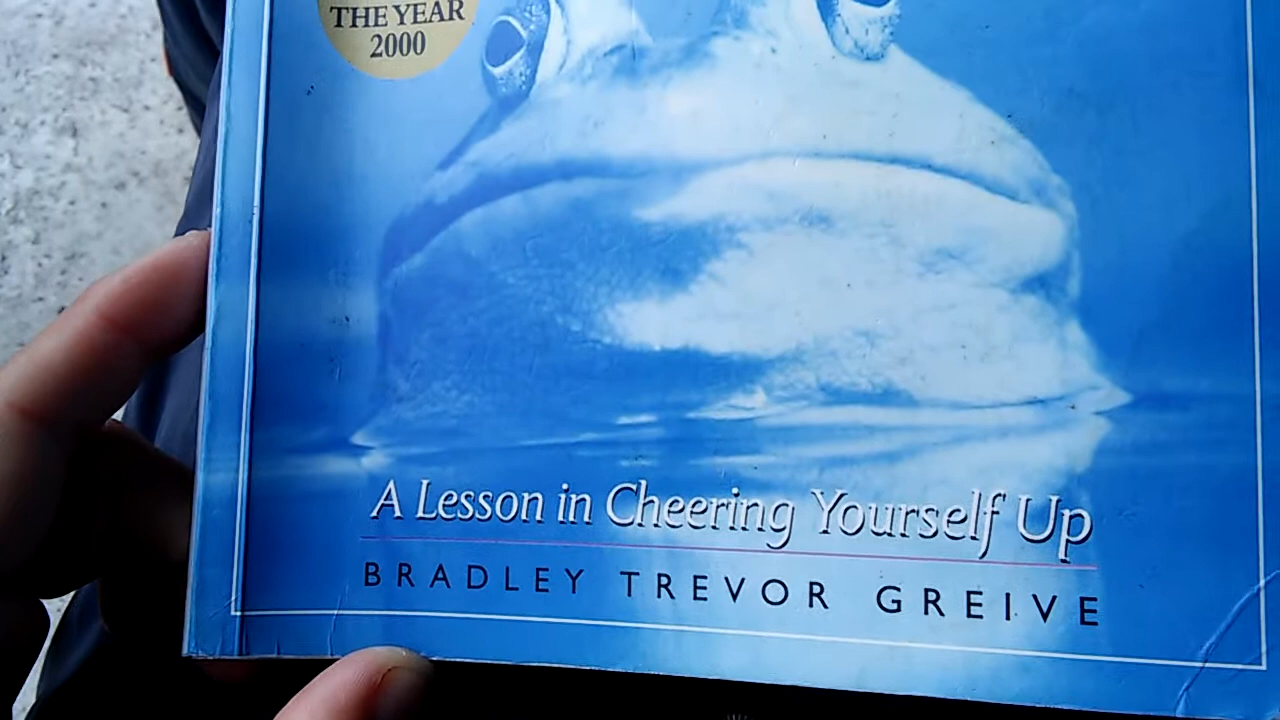 THE YEAR
2000
A Lesson in Cheering Yourself Up
BRADLEY TREVOR GREIVE